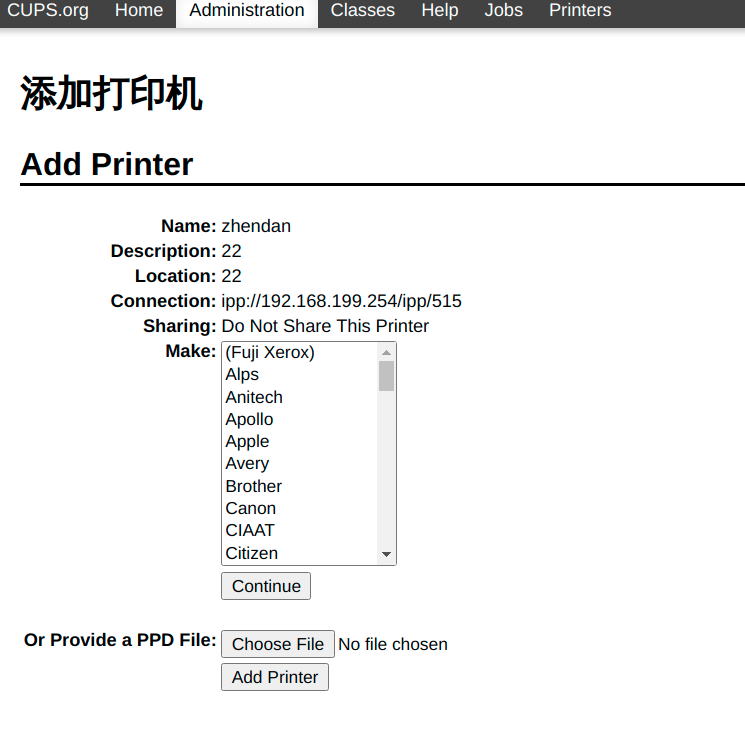 CUPS.org Home Administration Classes Help Jobs Printers
添加打印机
Add Printer
Name: zhendan
Description: 22
Location: 22
Connection: ipp://192.168.199.254/ipp/515
Sharing: Do Not Share This Printer
Make: (Fuji Xerox)
Alps
Anitech
Apollo
Apple
Avery
Brother
Canon
CIAAT
Citizen
Continue
Or Provide a PPD File: Choose File No file chosen
Add Printer